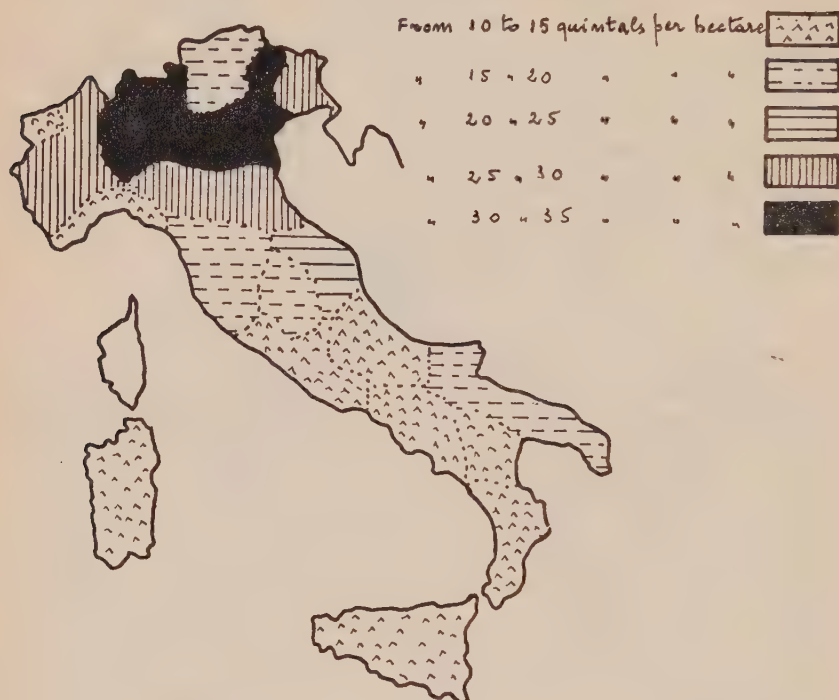 From 10 to 15 quintals per hectare
" 15 " 20 " " "
" 20 " 25 " " "
" 25 " 30 " " "
" 30 " 35 " " "